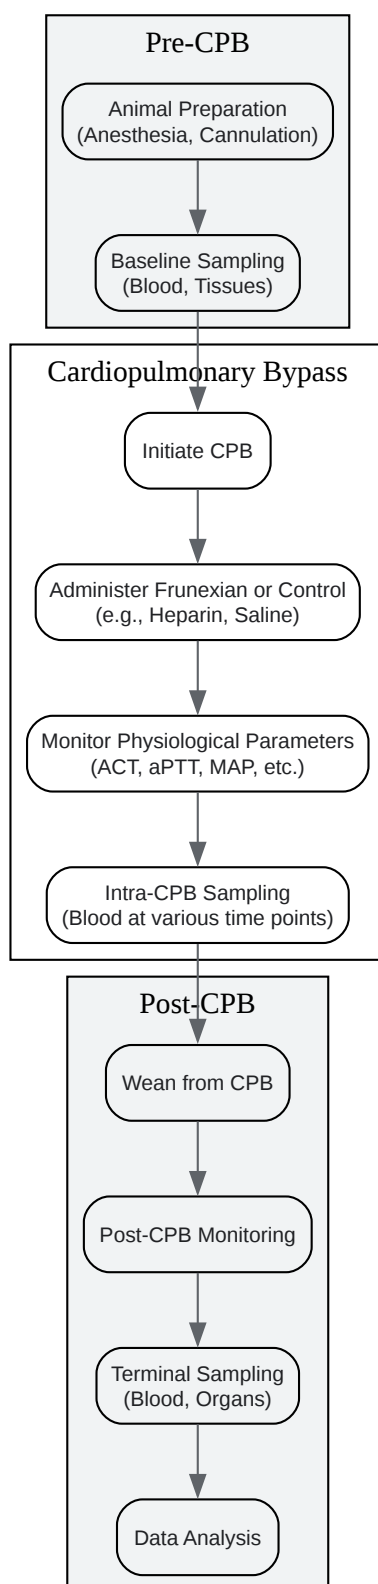 Pre-CPB
Animal Preparation
(Anesthesia, Cannulation)
Baseline Sampling
(Blood, Tissues)
Cardiopulmonary Bypass
Initiate CPB
Administer Frunexian or Control
(e.g., Heparin, Saline)
Monitor Physiological Parameters
(ACT, aPTT, MAP, etc.)
Intra-CPB Sampling
(Blood at various time points)
Post-CPB
Wean from CPB
Post-CPB Monitoring
Terminal Sampling
(Blood, Organs)
Data Analysis